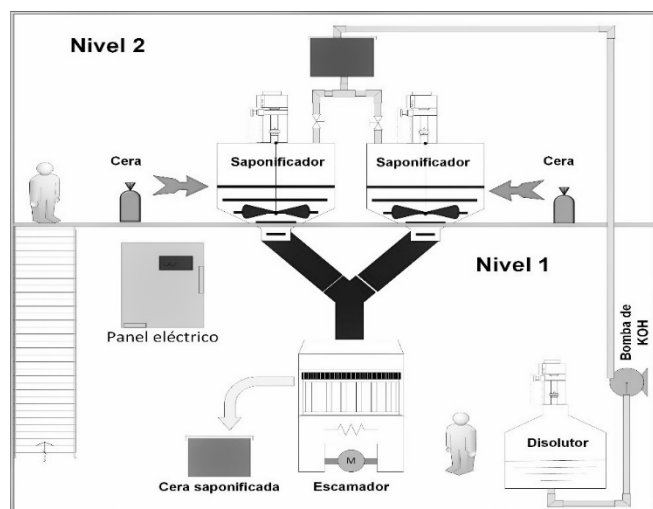 Nivel 2
Saponificador
Saponificador
Cera
Cera
Nivel 1
Panel eléctrico
Bomba de
KOH
Disolutor
M
Cera saponificada
Escamador